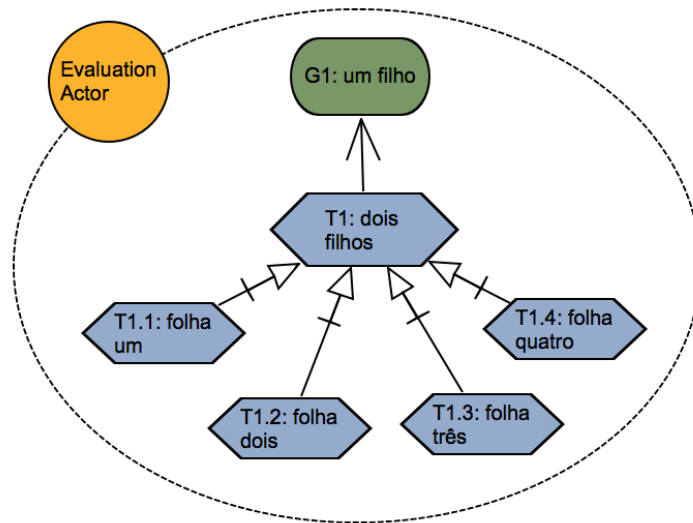 Evaluation
Actor
G1: um filho
T1: dois
filhos
T1.1: folha
um
T1.4: folha
quatro
T1.2: folha
dois
T1.3: folha
três